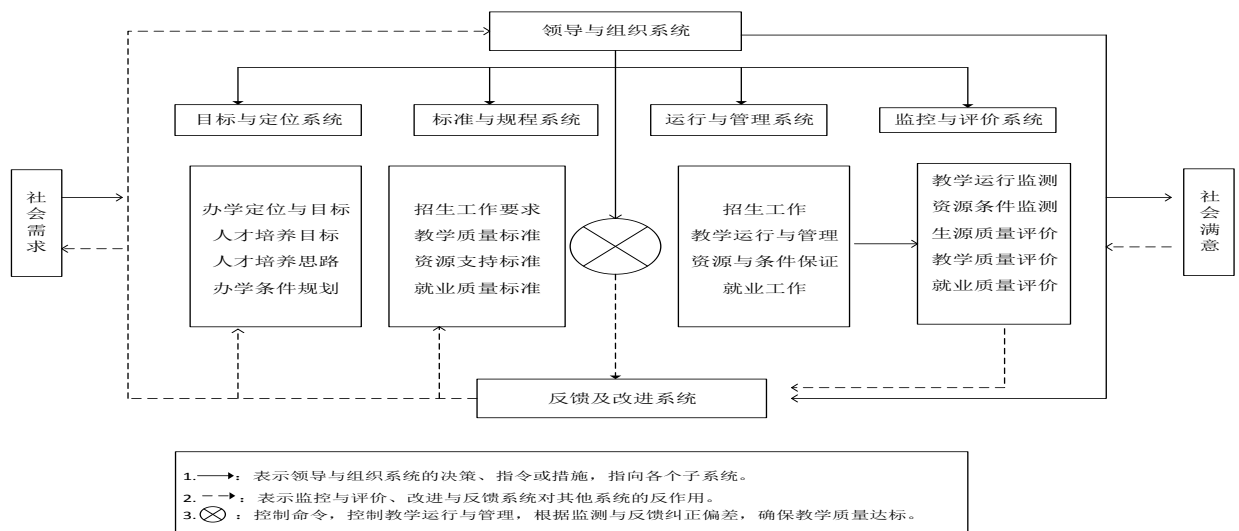 领导与组织系统
目标与定位系统
标准与规程系统
运行与管理系统
监控与评价系统
社会需求
办学定位与目标
人才培养目标
人才培养思路
办学条件规划
招生工作要求
教学质量标准
资源支持标准
就业质量标准
招生工作
教学运行与管理
资源与条件保证
就业工作
教学运行监测
资源条件监测
生源质量评价
教学质量评价
就业质量评价
社会满意
反馈及改进系统
1. ：表示领导与组织系统的决策、指令或措施，指向各个子系统。
2. ：表示监控与评价、改进与反馈系统对其他系统的反作用。
3. ：控制命令，控制教学运行与管理，根据监测与反馈纠正偏差，确保教学质量达标。